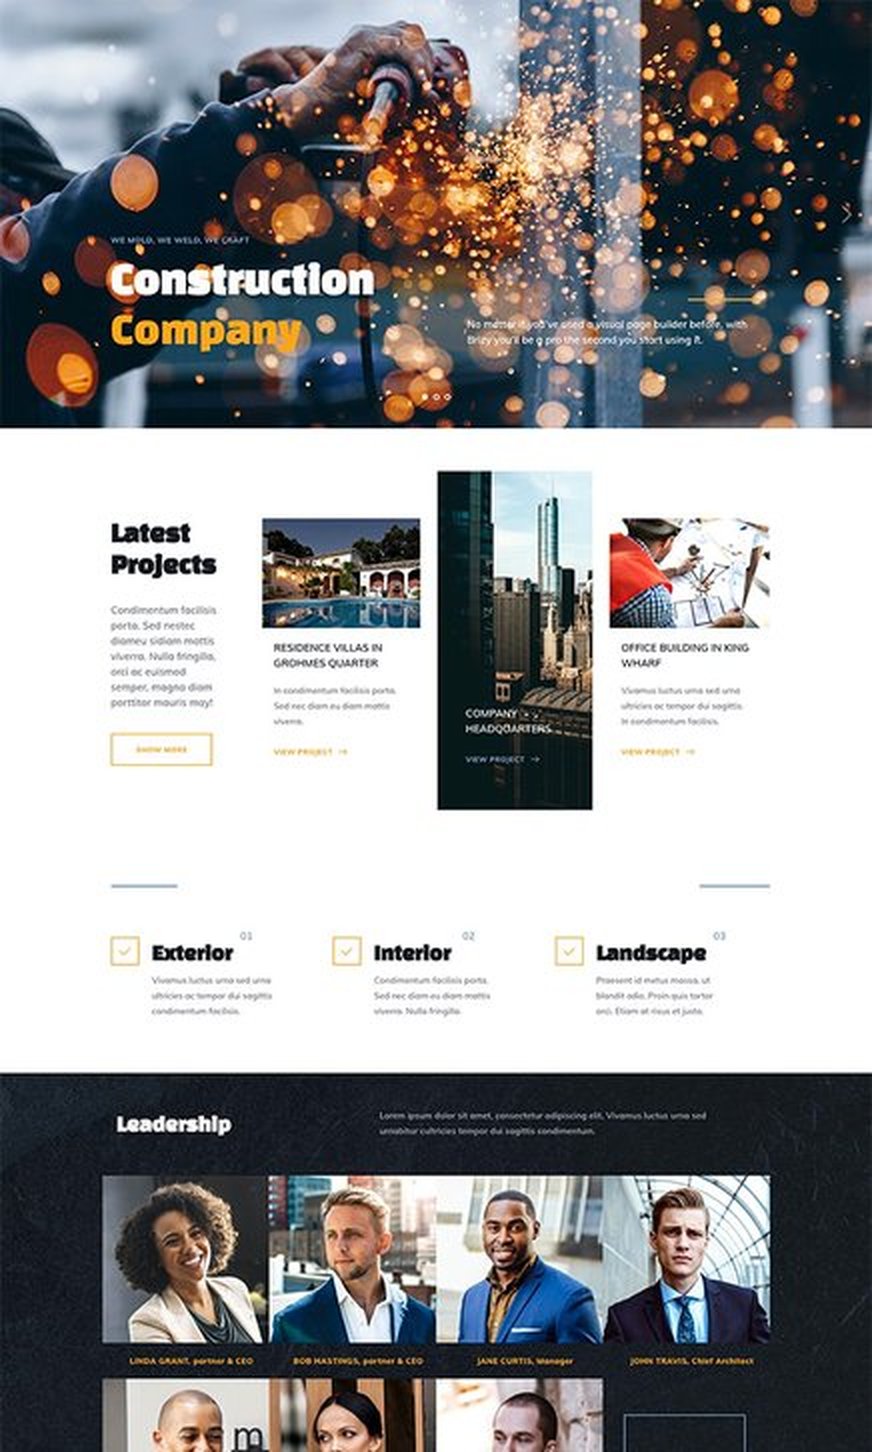 WE MOLD, WE WELD, WE CRAFT
Construction
Company
No matter if you've used a visual page builder before, with
Brizy you'll be a pro the second you start using it.
Latest
Projects
Condimentum facilisis
porta. Sed nestec
diameu sidiam mattis
viverra. Nulla fringilla,
orci ac euismod
semper, magna diam
porttitor mauris may!
SHOW MORE
RESIDENCE VILLAS IN
GROHMES QUARTER
In condimentum facilisis porta.
Sed nec diam eu diam mattis
viverra.
VIEW PROJECT
COMPANY
HEADQUARTERS
VIEW PROJECT
OFFICE BUILDING IN KING
WHARF
Vivamus luctus urna sed urna
ultricies ac tempor dui sagittis.
In condimentum facilisis.
VIEW PROJECT
01
Exterior
Vivamus luctus urna sed urna
ultricies ac tempor dui sagittis
condimentum facilisis.
02
Interior
Condimentum facilisis porta.
Sed nec diam eu diam mattis
viverra. Nulla fringilla.
03
Landscape
Praesent id metus massa, ut
blandit odio. Proin quis tortor
orci. Etiam at risus et justo.
Leadership
Lorem ipsum dolor sit amet, consectetur adipiscing elit. Vivamus luctus urna sed
urnabitur cultricies tempor dui sagittis condimentum.
LINDA GRANT, partner & CEO
BOB HASTINGS, partner & CEO
JANE CURTIS, Manager
JOHN TRAVIS, Chief Architect